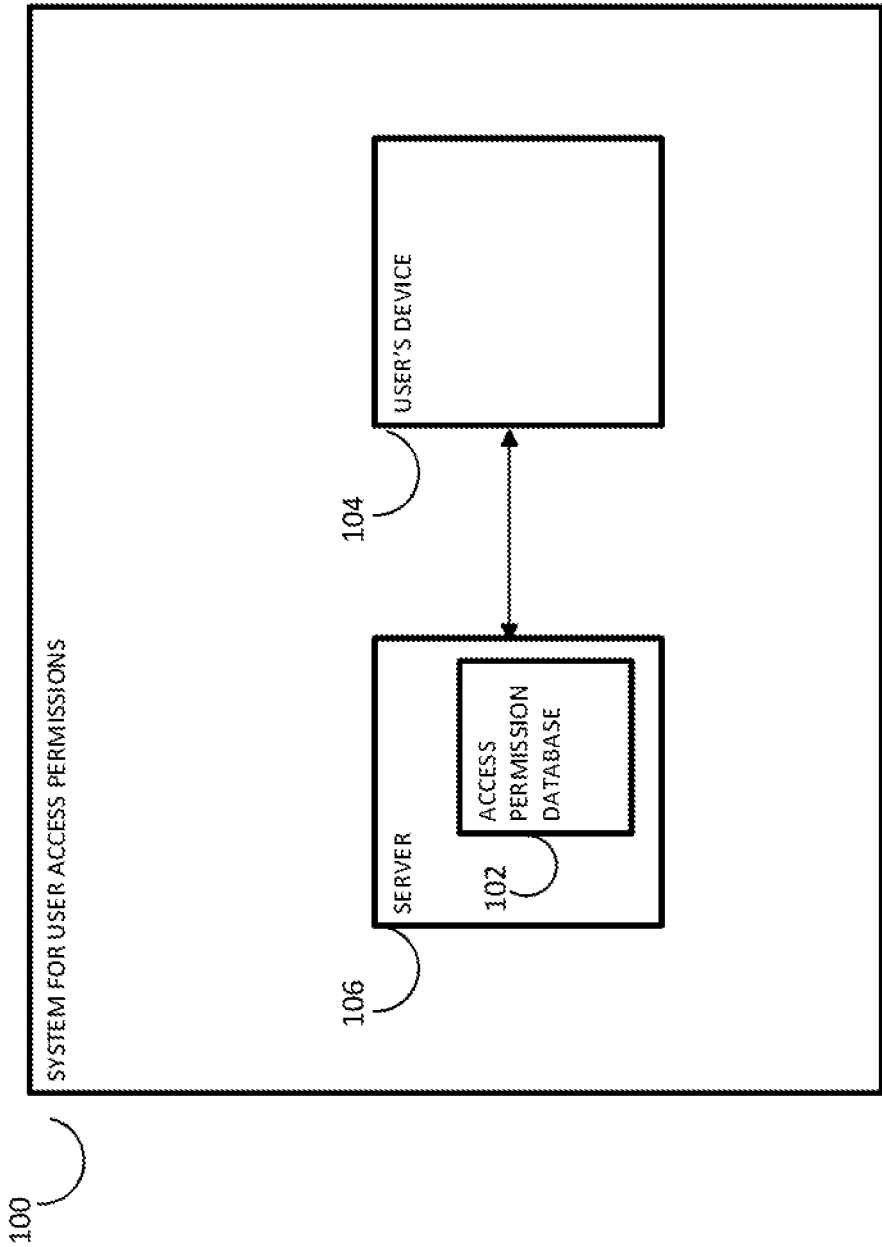 100
SYSTEM FOR USER ACCESS PERMISSIONS
106
SERVER
102
ACCESS
PERMISSION
DATABASE
104
USER'S DEVICE